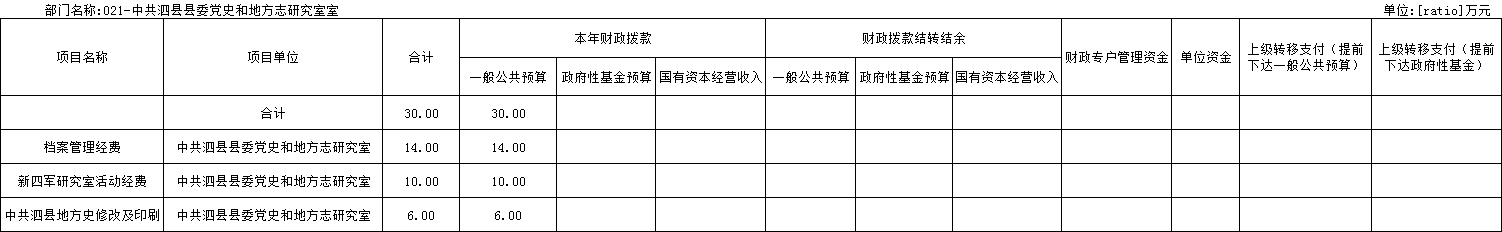 部门名称:021-中共泗县县委党史和地方志研究室室 单位:[ratio]万元
项目名称 项目单位 合计 本年财政拨款 财政拨款结转结余 财政专户管理资金 单位资金 上级转移支付（提前下达一般公共预算） 上级转移支付（提前下达政府性基金）
一般公共预算 政府性基金预算 国有资本经营收入 一般公共预算 政府性基金预算 国有资本经营收入
合计 30.00 30.00
档案管理经费 中共泗县县委党史和地方志研究室 14.00 14.00
新四军研究室活动经费 中共泗县县委党史和地方志研究室 10.00 10.00
中共泗县地方史修改及印刷 中共泗县县委党史和地方志研究室 6.00 6.00